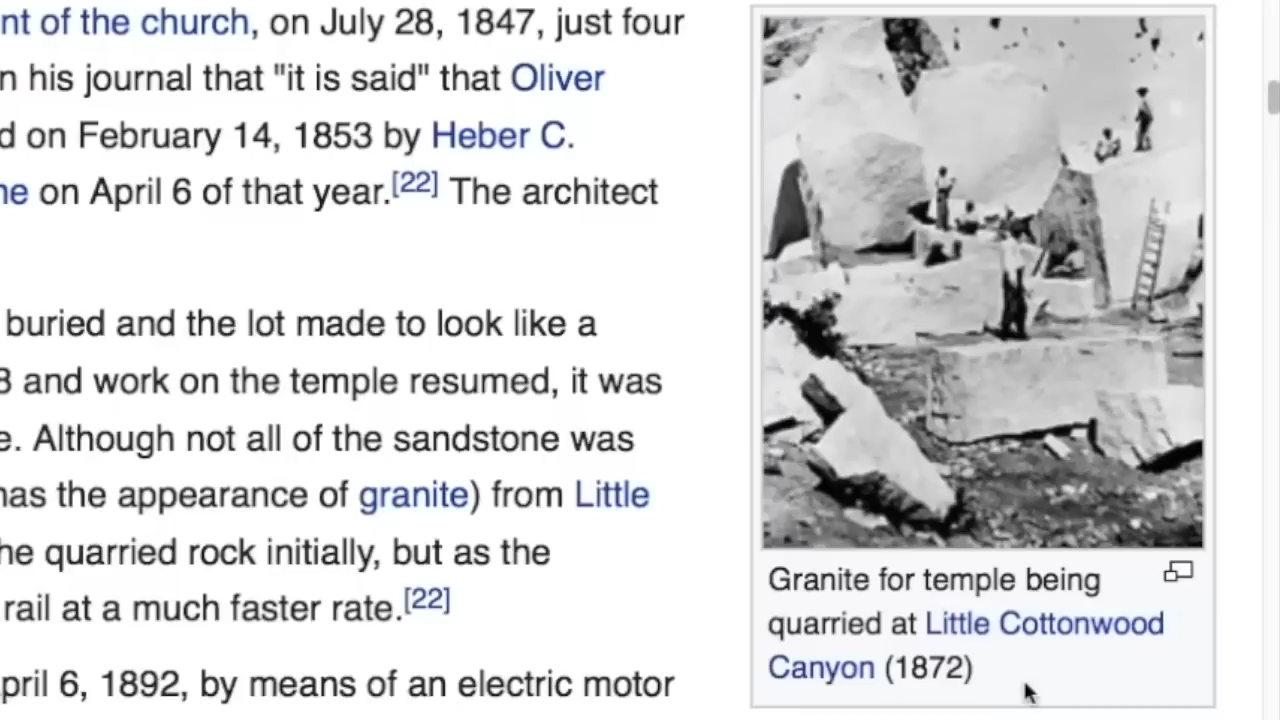 nt of the church, on July 28, 1847, just four
n his journal that "it is said" that Oliver
d on February 14, 1853 by Heber C.
ne on April 6 of that year.[22] The architect
buried and the lot made to look like a
8 and work on the temple resumed, it was
e. Although not all of the sandstone was
has the appearance of granite) from Little
he quarried rock initially, but as the
rail at a much faster rate.[22]
pril 6, 1892, by means of an electric motor
Granite for temple being
quarried at Little Cottonwood
Canyon (1872)